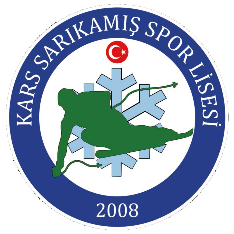 KARS SARIKAMIŞ SPOR LİSESİ
2008